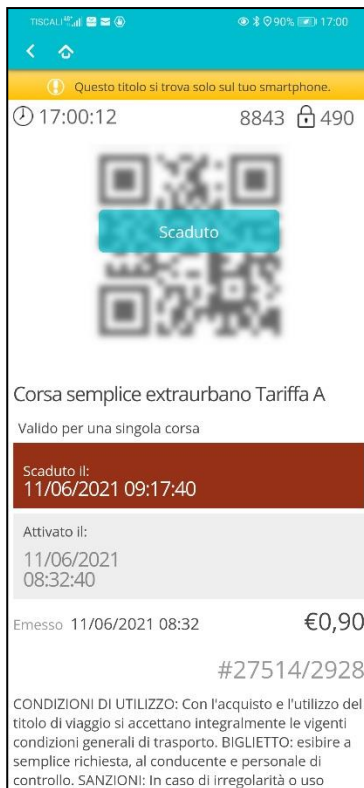 TISCALI 90% 17:00
Questo titolo si trova solo sul tuo smartphone.
17:00:12 8843 490
Scaduto
Corsa semplice extraurbano Tariffa A
Valido per una singola corsa
Scaduto il:
11/06/2021 09:17:40
Attivato il:
11/06/2021
08:32:40
Emesso 11/06/2021 08:32 €0,90
#27514/2928
CONDIZIONI DI UTILIZZO: Con l'acquisto e l'utilizzo del
titolo di viaggio si accettano integralmente le vigenti
condizioni generali di trasporto. BIGLIETTO: esibire a
semplice richiesta, al conducente e personale di
controllo. SANZIONI: In caso di irregolarità o uso